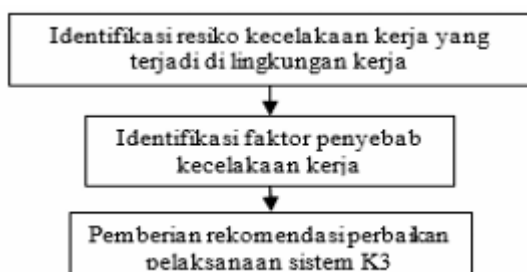 Identifikasi resiko kecelakaan kerja yang
terjadi di lingkungan kerja
Identifikasi faktor penyebab
kecelakaan kerja
Pemberian rekomendasi perbaikan
pelaksanaan sistem K3